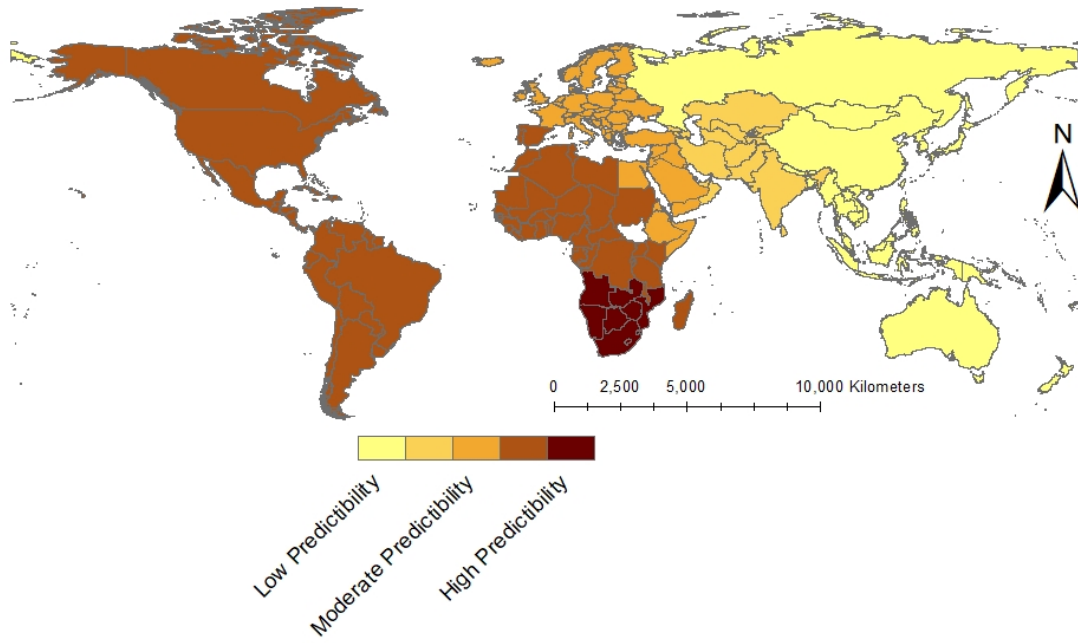 N
0 2,500 5,000 10,000 Kilometers
Low Predictibility
Moderate Predictibility
High Predictibility